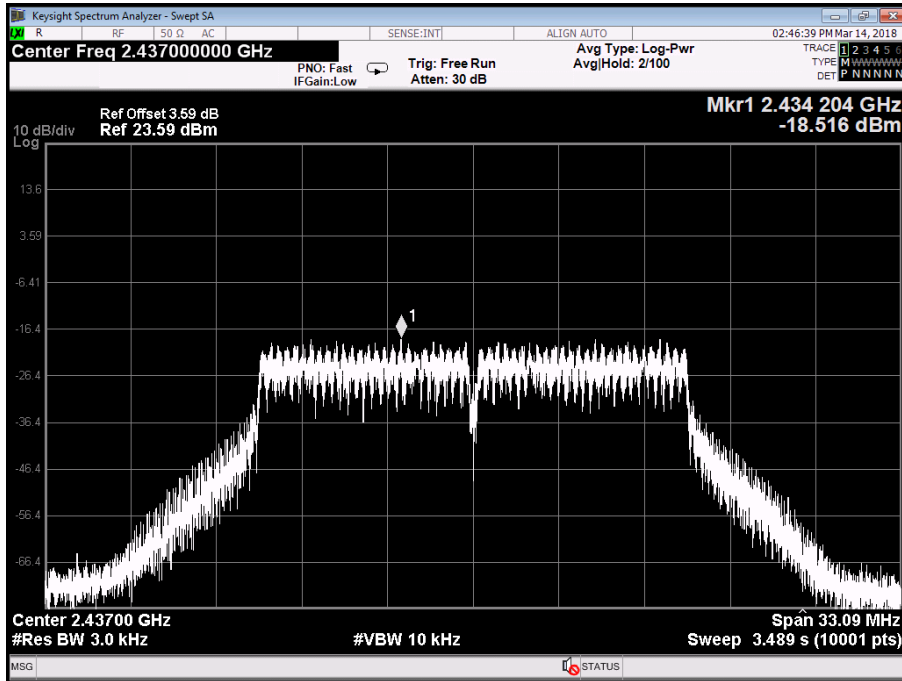 Keysight Spectrum Analyzer - Swept SA
LXI R RF 50 Ω AC SENSE:INT ALIGN AUTO 02:46:39 PM Mar 14, 2018
Center Freq 2.437000000 GHz
PNO: Fast
IFGain:Low
Trig: Free Run
Atten: 30 dB
Avg Type: Log-Pwr
Avg|Hold: 2/100
TRACE 1 2 3 4 5 6
TYPE M WWWWW
DET P N N N N N
Mkr1 2.434 204 GHz
-18.516 dBm
Ref Offset 3.59 dB
10 dB/div Ref 23.59 dBm
Log
13.6
3.59
-6.41
1
-16.4
-26.4
-36.4
-46.4
-56.4
-66.4
Center 2.43700 GHz Span 33.09 MHz
#Res BW 3.0 kHz #VBW 10 kHz Sweep 3.489 s (10001 pts)
MSG STATUS